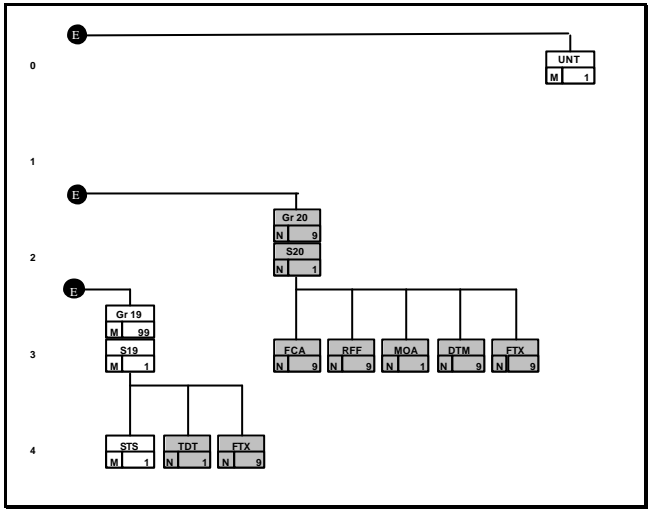 E
0
UNT
M 1
1
E
Gr 20
N 9
2
S20
N 1
E
Gr 19
M 99
3
S19
M 1
FCA RFF MOA DTM FTX
N 9 N 9 N 1 N 9 N 9
4
STS TDT FTX
M 1 N 1 N 9